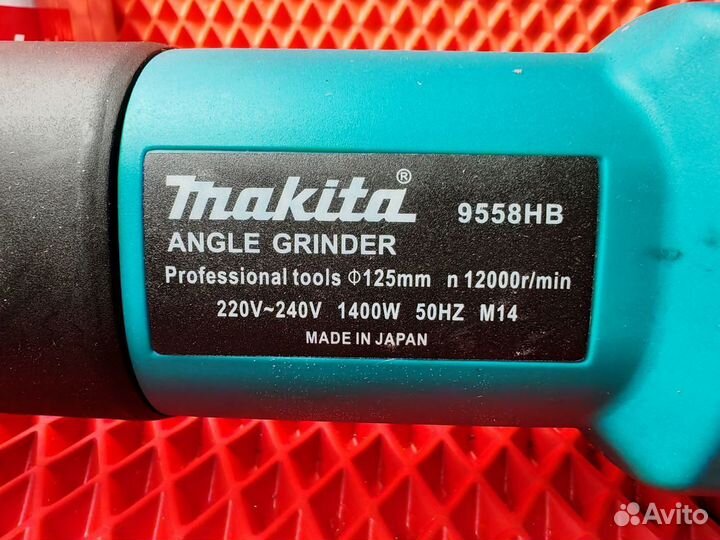 makita® 9558HB
ANGLE GRINDER
Professional tools Φ125mm n 12000r/min
220V~240V 1400W 50HZ M14
MADE IN JAPAN
Avito